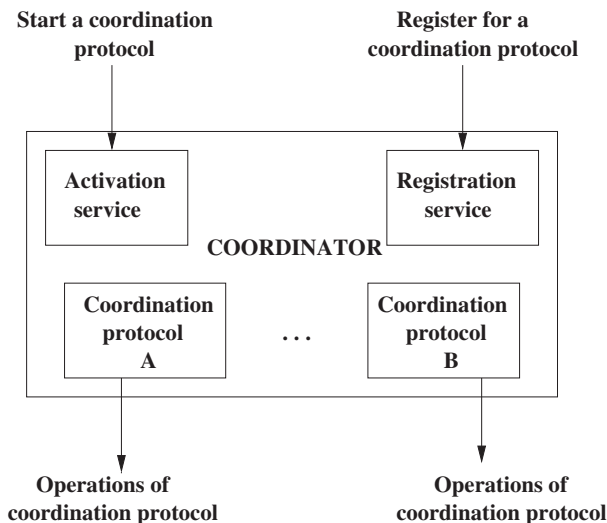 Start a coordination
protocol
Register for a
coordination protocol
Activation
service
Registration
service
COORDINATOR
Coordination
protocol
A
...
Coordination
protocol
B
Operations of
coordination protocol
Operations of
coordination protocol